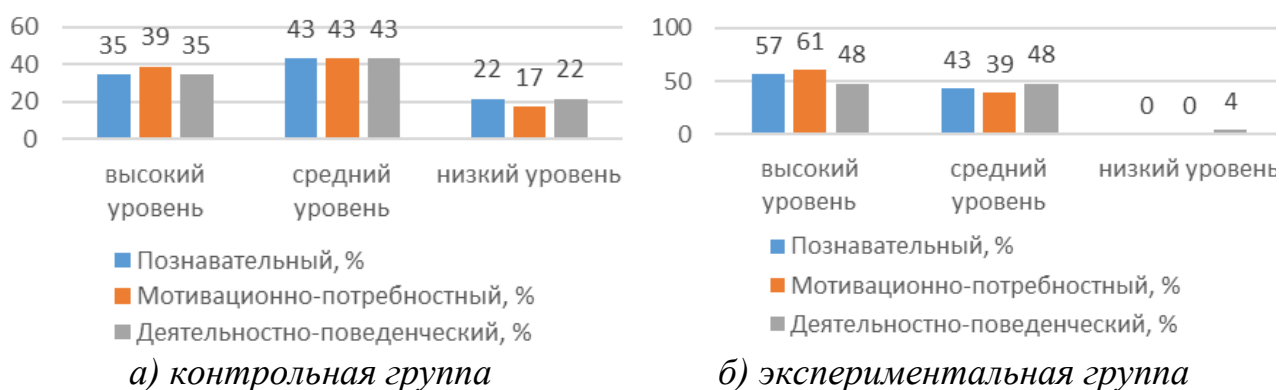 60
40
20
0
35 39 35
43 43 43
22 17 22
высокий
уровень
средний
уровень
низкий уровень
Познавательный, %
Мотивационно-потребностный, %
Деятельностно-поведенческий, %
а) контрольная группа
100
50
0
57 61 48
43 39 48
0 0 4
высокий
уровень
средний
уровень
низкий уровень
Познавательный, %
Мотивационно-потребностный, %
Деятельностно-поведенческий, %
б) экспериментальная группа